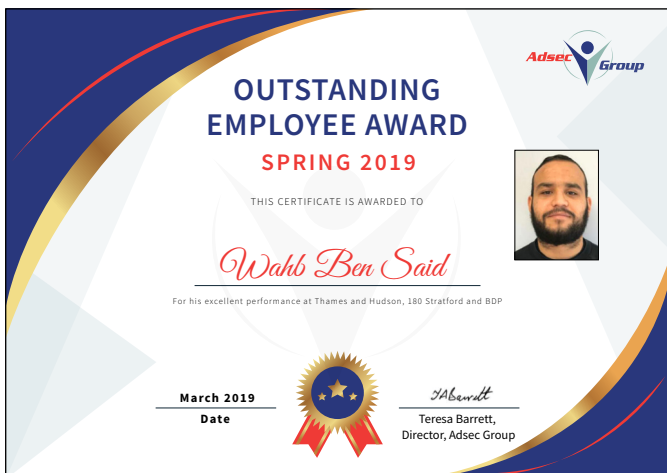 Adsec Group
OUTSTANDING
EMPLOYEE AWARD
SPRING 2019
THIS CERTIFICATE IS AWARDED TO
Wahb Ben Said
For his excellent performance at Thames and Hudson, 180 Stratford and BDP
March 2019
Date
TABarrett
Teresa Barrett,
Director, Adsec Group